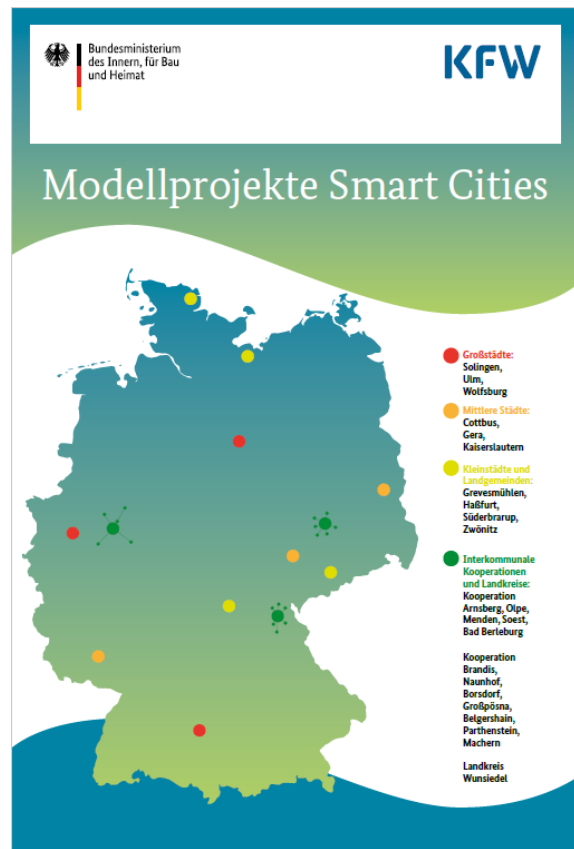 Bundesministerium
des Innern, für Bau
und Heimat
KFW
Modellprojekte Smart Cities
Großstädte:
Solingen,
Ulm,
Wolfsburg
Mittlere Städte:
Cottbus,
Gera,
Kaiserslautern
Kleinstädte und
Landgemeinden:
Grevesmühlen,
Haßfurt,
Süderbrarup,
Zwönitz
Interkommunale
Kooperationen
und Landkreise:
Kooperation
Arnsberg, Olpe,
Menden, Soest,
Bad Berleburg
Kooperation
Brandis,
Naunhof,
Borsdorf,
Großpösna,
Belgershain,
Parthenstein,
Machern
Landkreis
Wunsiedel